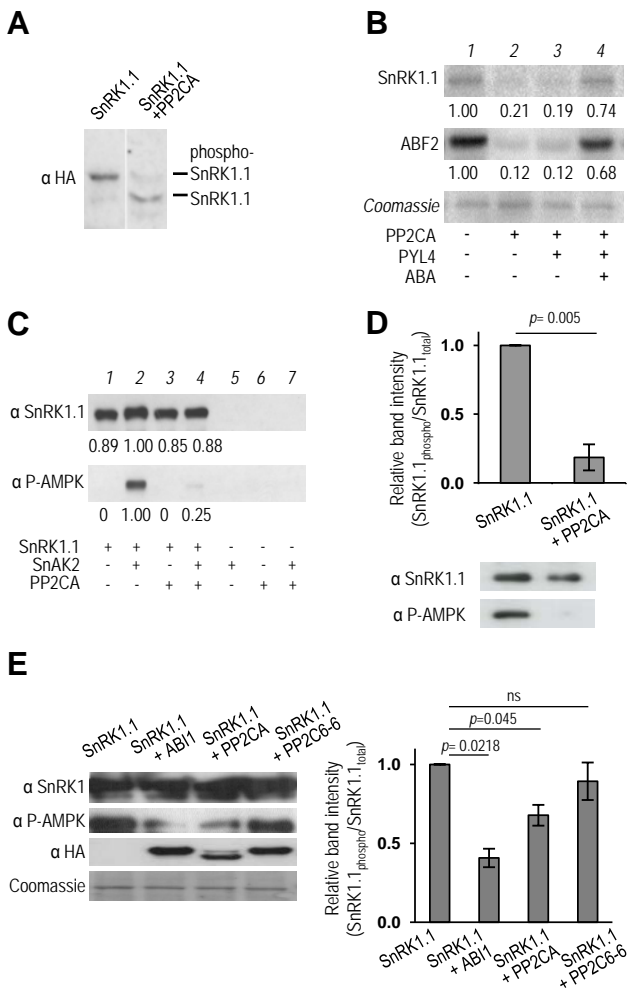 A
SnRK1.1
SnRK1.1
+PP2CA
α HA
phospho-
SnRK1.1
SnRK1.1
B
1 2 3 4
SnRK1.1
1.00 0.21 0.19 0.74
ABF2
1.00 0.12 0.12 0.68
Coomassie
PP2CA - + + +
PYL4 - - + +
ABA - - - +
C
1 2 3 4 5 6 7
α SnRK1.1
0.89 1.00 0.85 0.88
α P-AMPK
0 1.00 0 0.25
SnRK1.1 + + + + - - -
SnAK2 - + - + + - +
PP2CA - - + + - + +
D
p= 0.005
Relative band intensity
(SnRK1.1phospho/SnRK1.1total)
1.0
0.5
0.0
SnRK1.1
SnRK1.1
+ PP2CA
α SnRK1.1
α P-AMPK
E
SnRK1.1
SnRK1.1
+ ABI1
SnRK1.1
+ PP2CA
SnRK1.1
+ PP2C6-6
α SnRK1
α P-AMPK
α HA
Coomassie
ns
p=0.045
p= 0.0218
Relative band intensity
(SnRK1.1phospho/SnRK1.1total)
1.0
0.5
0.0
SnRK1.1
SnRK1.1
+ ABI1
SnRK1.1
+ PP2CA
SnRK1.1
+ PP2C6-6